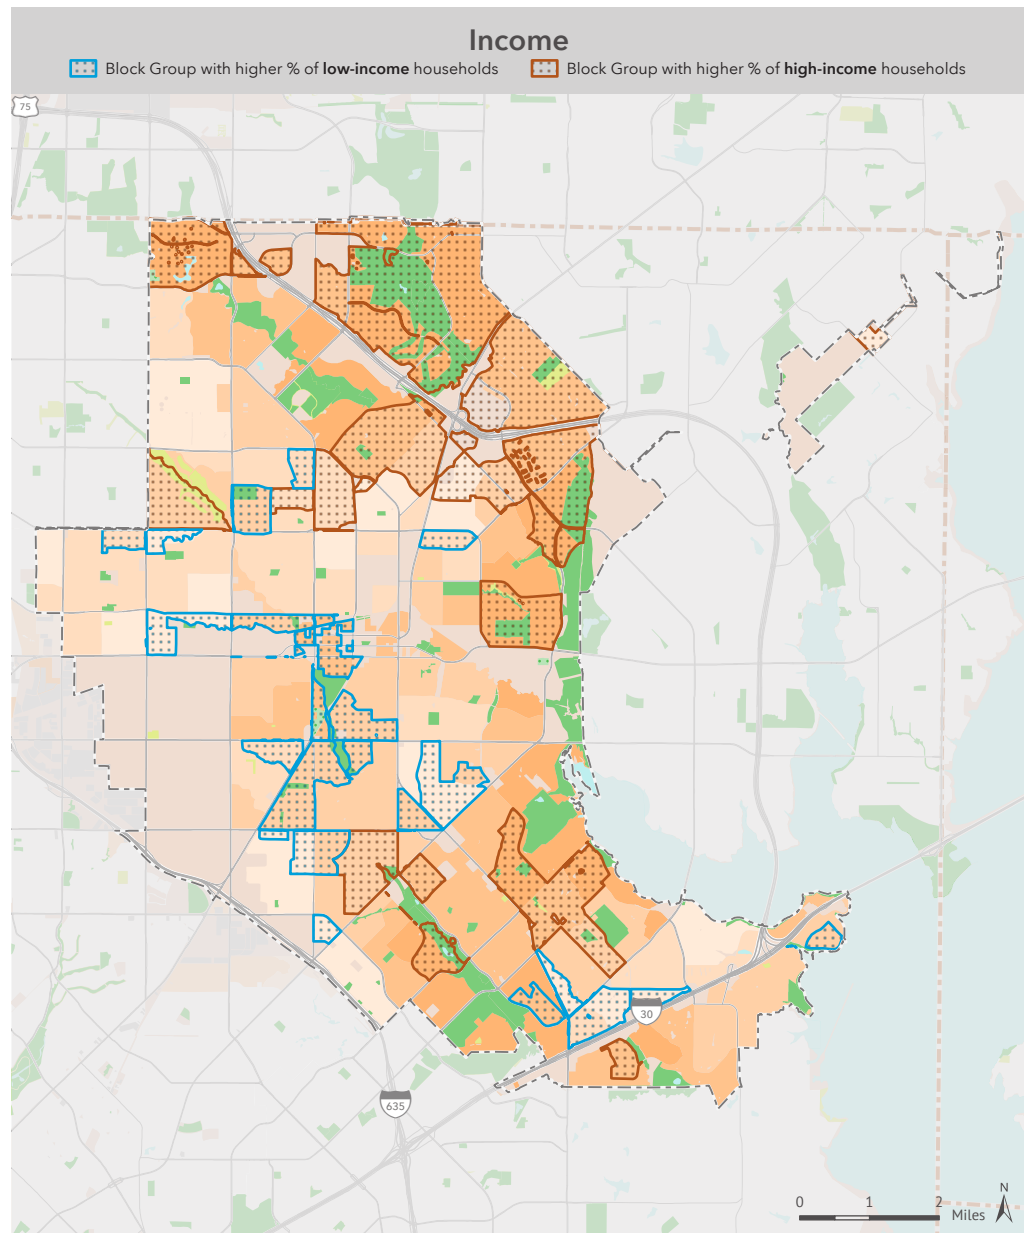 Income
Block Group with higher % of low-income households
Block Group with higher % of high-income households
75
30
635
0 1 2
Miles
N